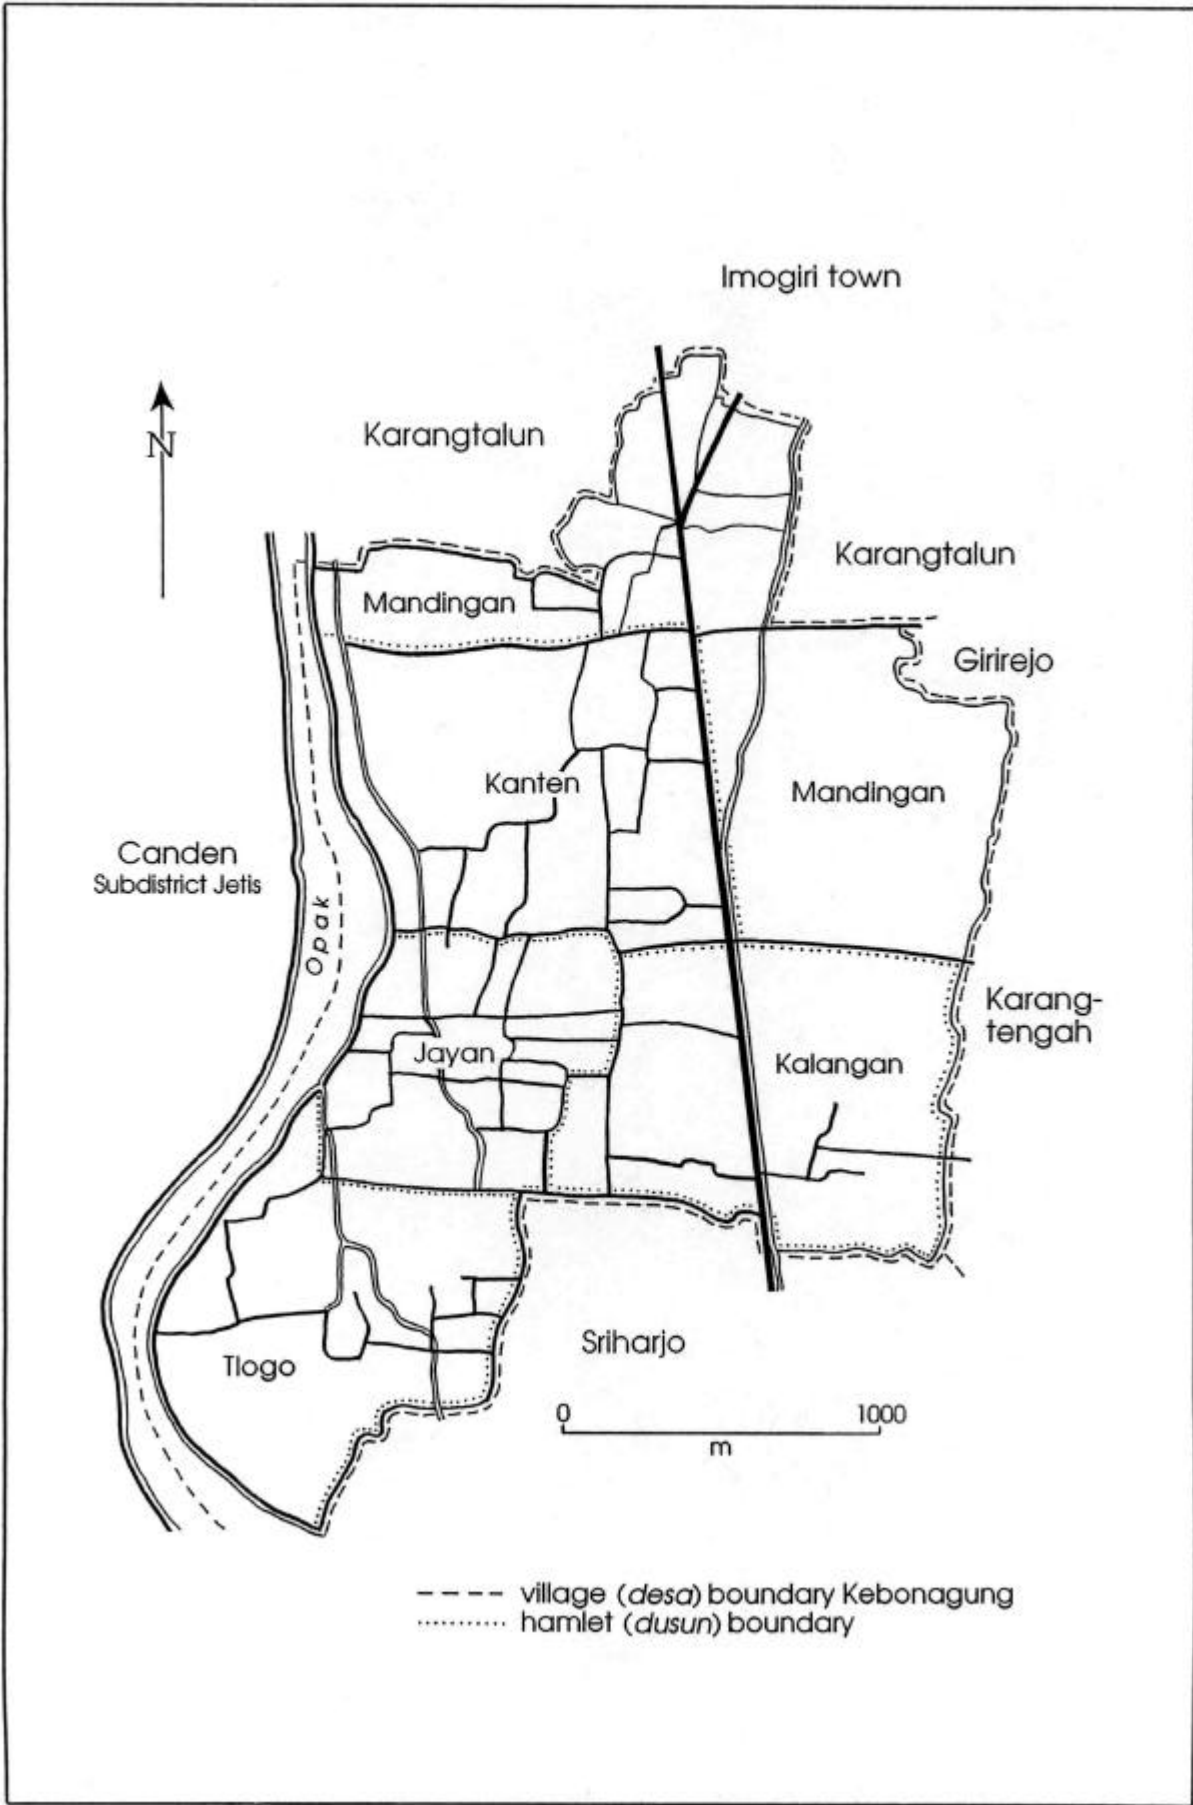 Imogiri town
N
Karangtalun
Karangtalun
Mandingan
Girirejo
Kanten
Mandingan
Canden
Subdistrict Jetis
Opak
Karang-
tengah
Jayan
Kalangan
Sriharjo
Tlogo
0 1000
m
village (desa) boundary Kebonagung
hamlet (dusun) boundary